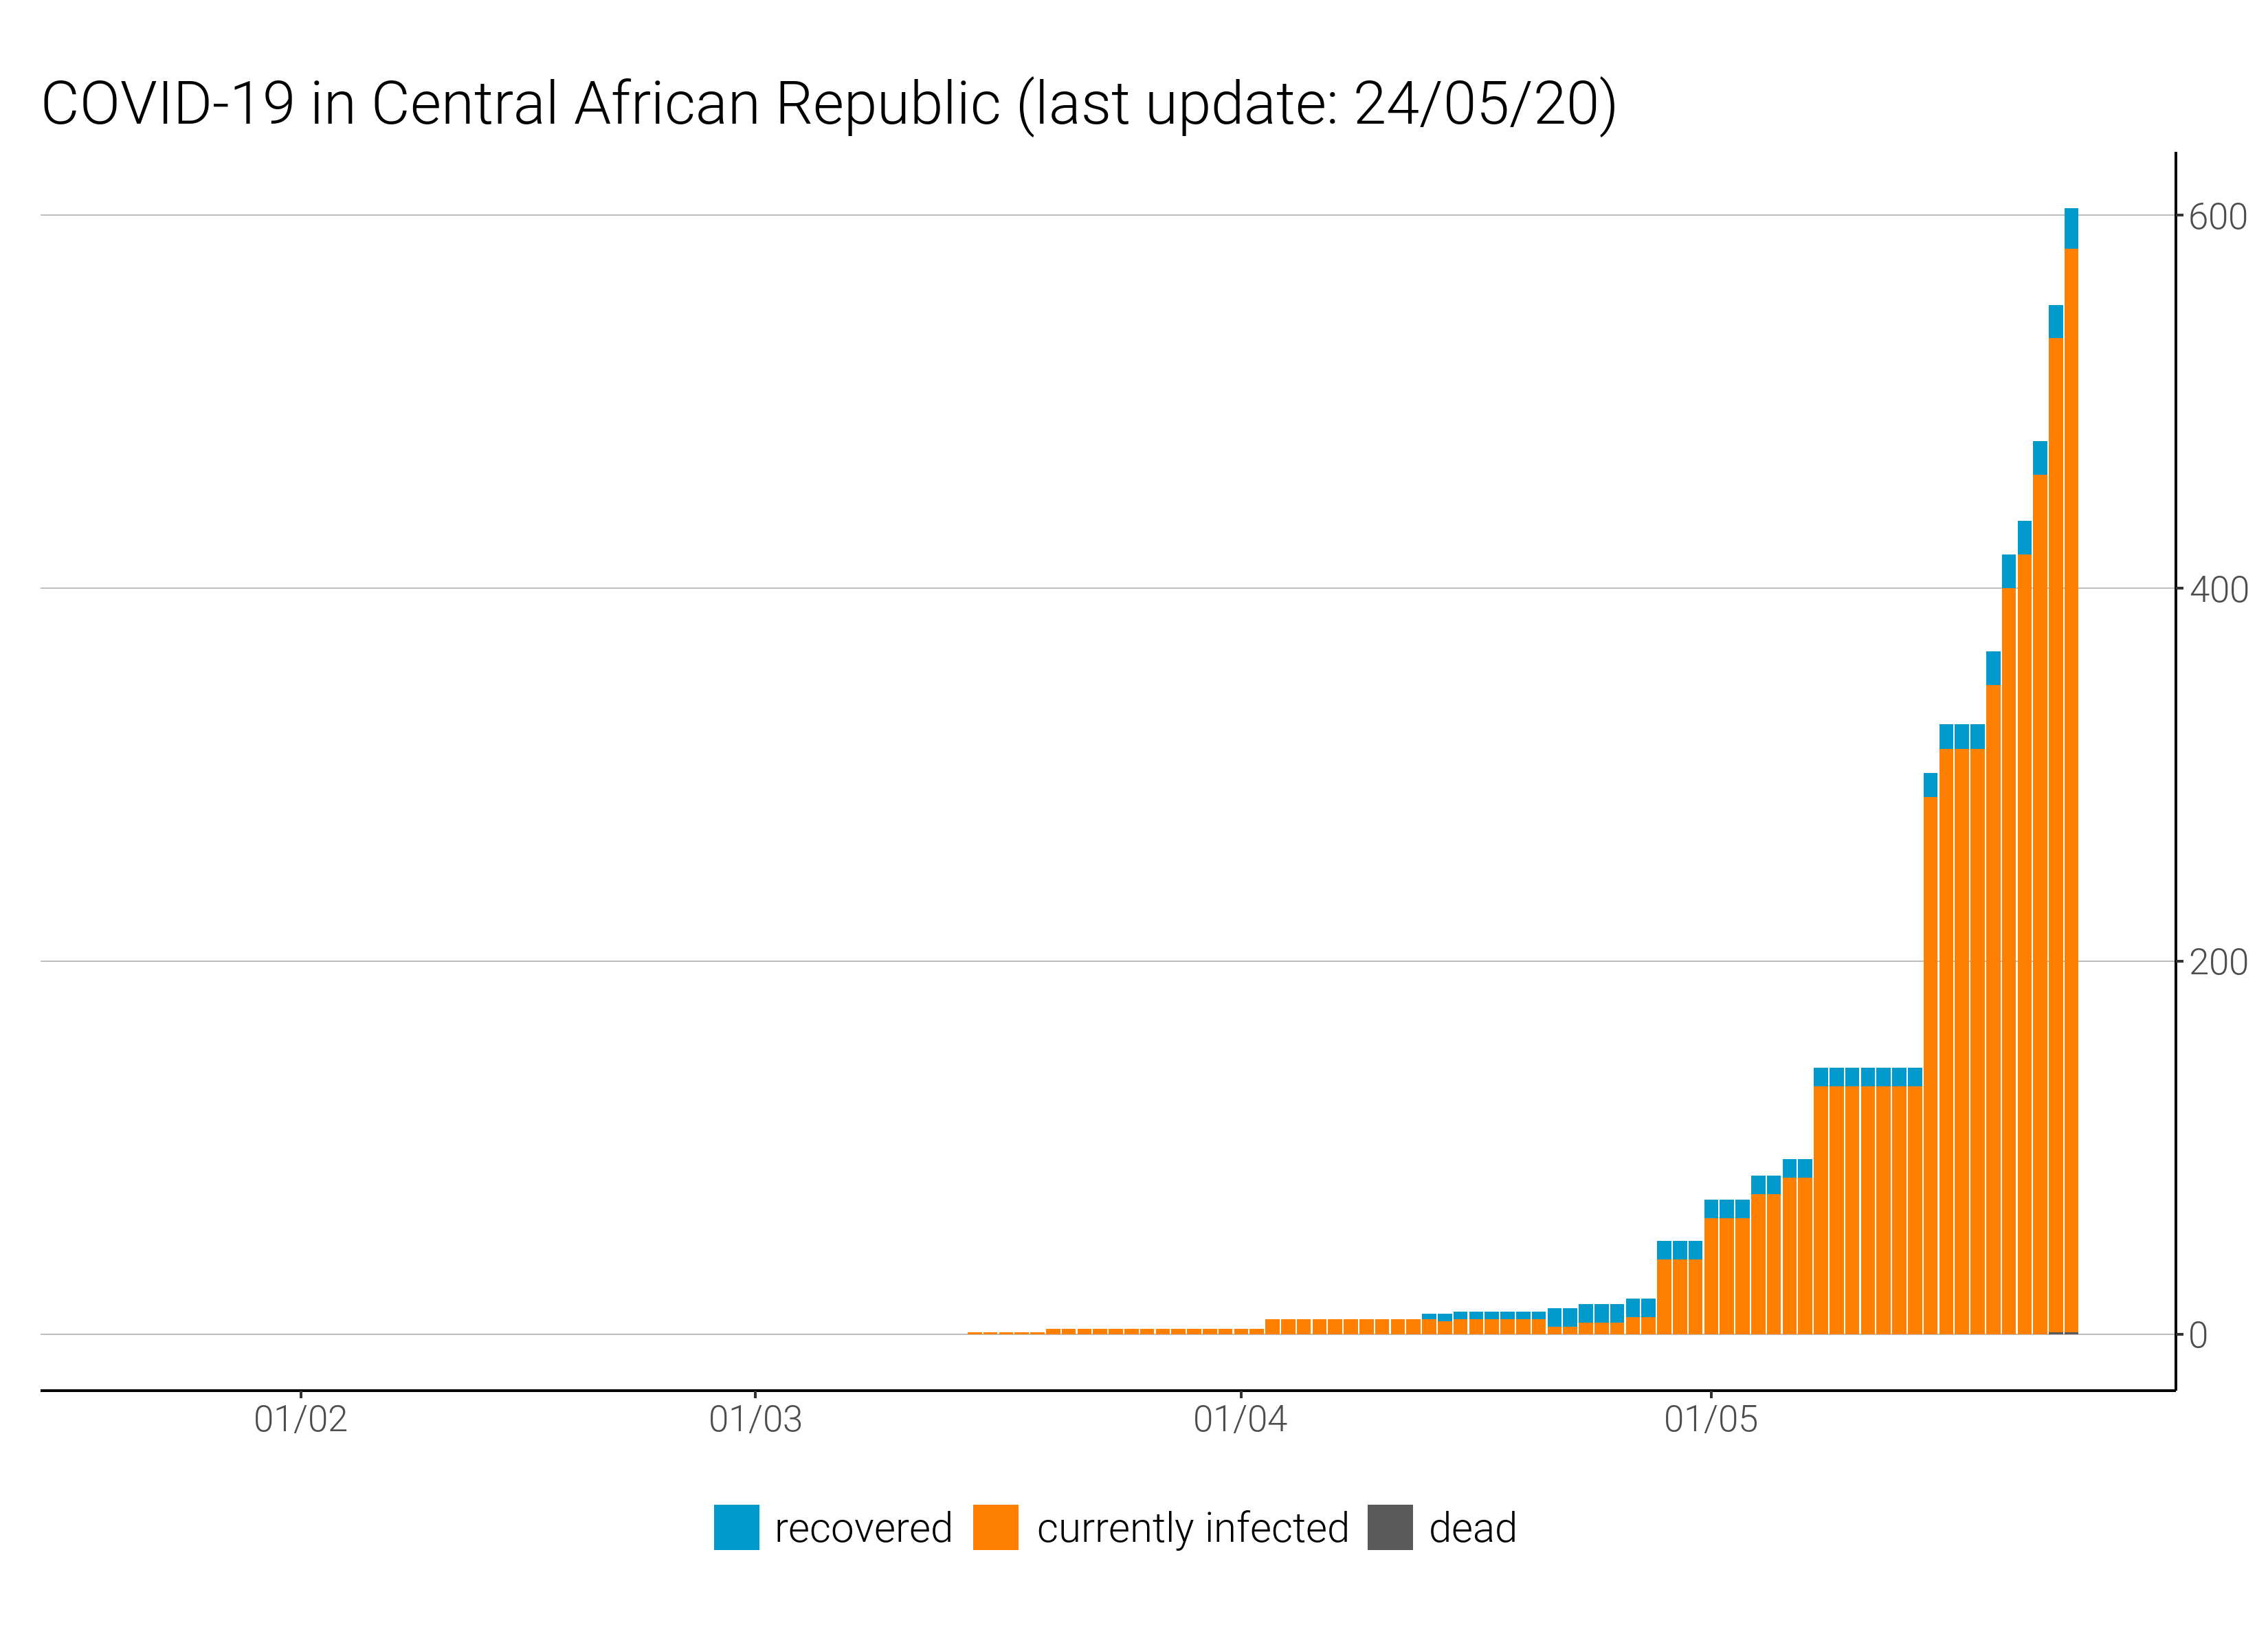 COVID-19 in Central African Republic (last update: 24/05/20)
600
400
200
0
01/02 01/03 01/04 01/05
recovered currently infected dead